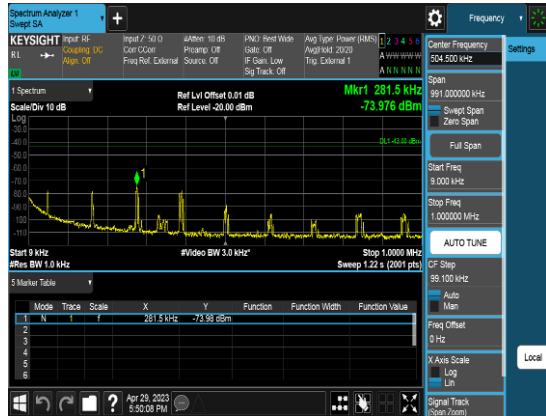 Spectrum Analyzer 1
Swept SA
+
Frequency
KEYSIGHT
RL
Input: RF
Coupling: DC
Align: Off
Input Z: 50 Ω
Corr CCorr
Freq Ref: External
#Atten: 10 dB
Preamp: Off
Source: Off
PNO: Best Wide
Gate: Off
IF Gain: Low
Sig Track: Off
Avg Type: Power (RMS)
Avg|Hold: 20/20
Trig: External 1
1 2 3 4 5 6
A W W W W W
A N N N N N
1 Spectrum
Scale/Div 10 dB
Ref Lvl Offset 0.01 dB
Ref Level -20.00 dBm
Mkr1 281.5 kHz
-73.976 dBm
Log
-30.0
-40.0
-50.0
-60.0
-70.0
-80.0
-90.0
-100
-110
1
Start 9 kHz
#Res BW 1.0 kHz
#Video BW 3.0 kHz*
Stop 1.0000 MHz
Sweep 1.22 s (2001 pts)
5 Marker Table
Mode Trace Scale X Y Function Function Width Function Value
1 N 1 f 281.5 kHz -73.98 dBm
2
3
4
5
6
Apr 29, 2023
5:50:08 PM
Center Frequency
504.500 kHz
Span
991.000000 kHz
Swept Span
Zero Span
Full Span
Start Freq
9.000 kHz
Stop Freq
1.000000 MHz
AUTO TUNE
CF Step
99.100 kHz
Auto
Man
Freq Offset
0 Hz
X Axis Scale
Log
Lin
Signal Track
(Span Zoom)
Settings
Local